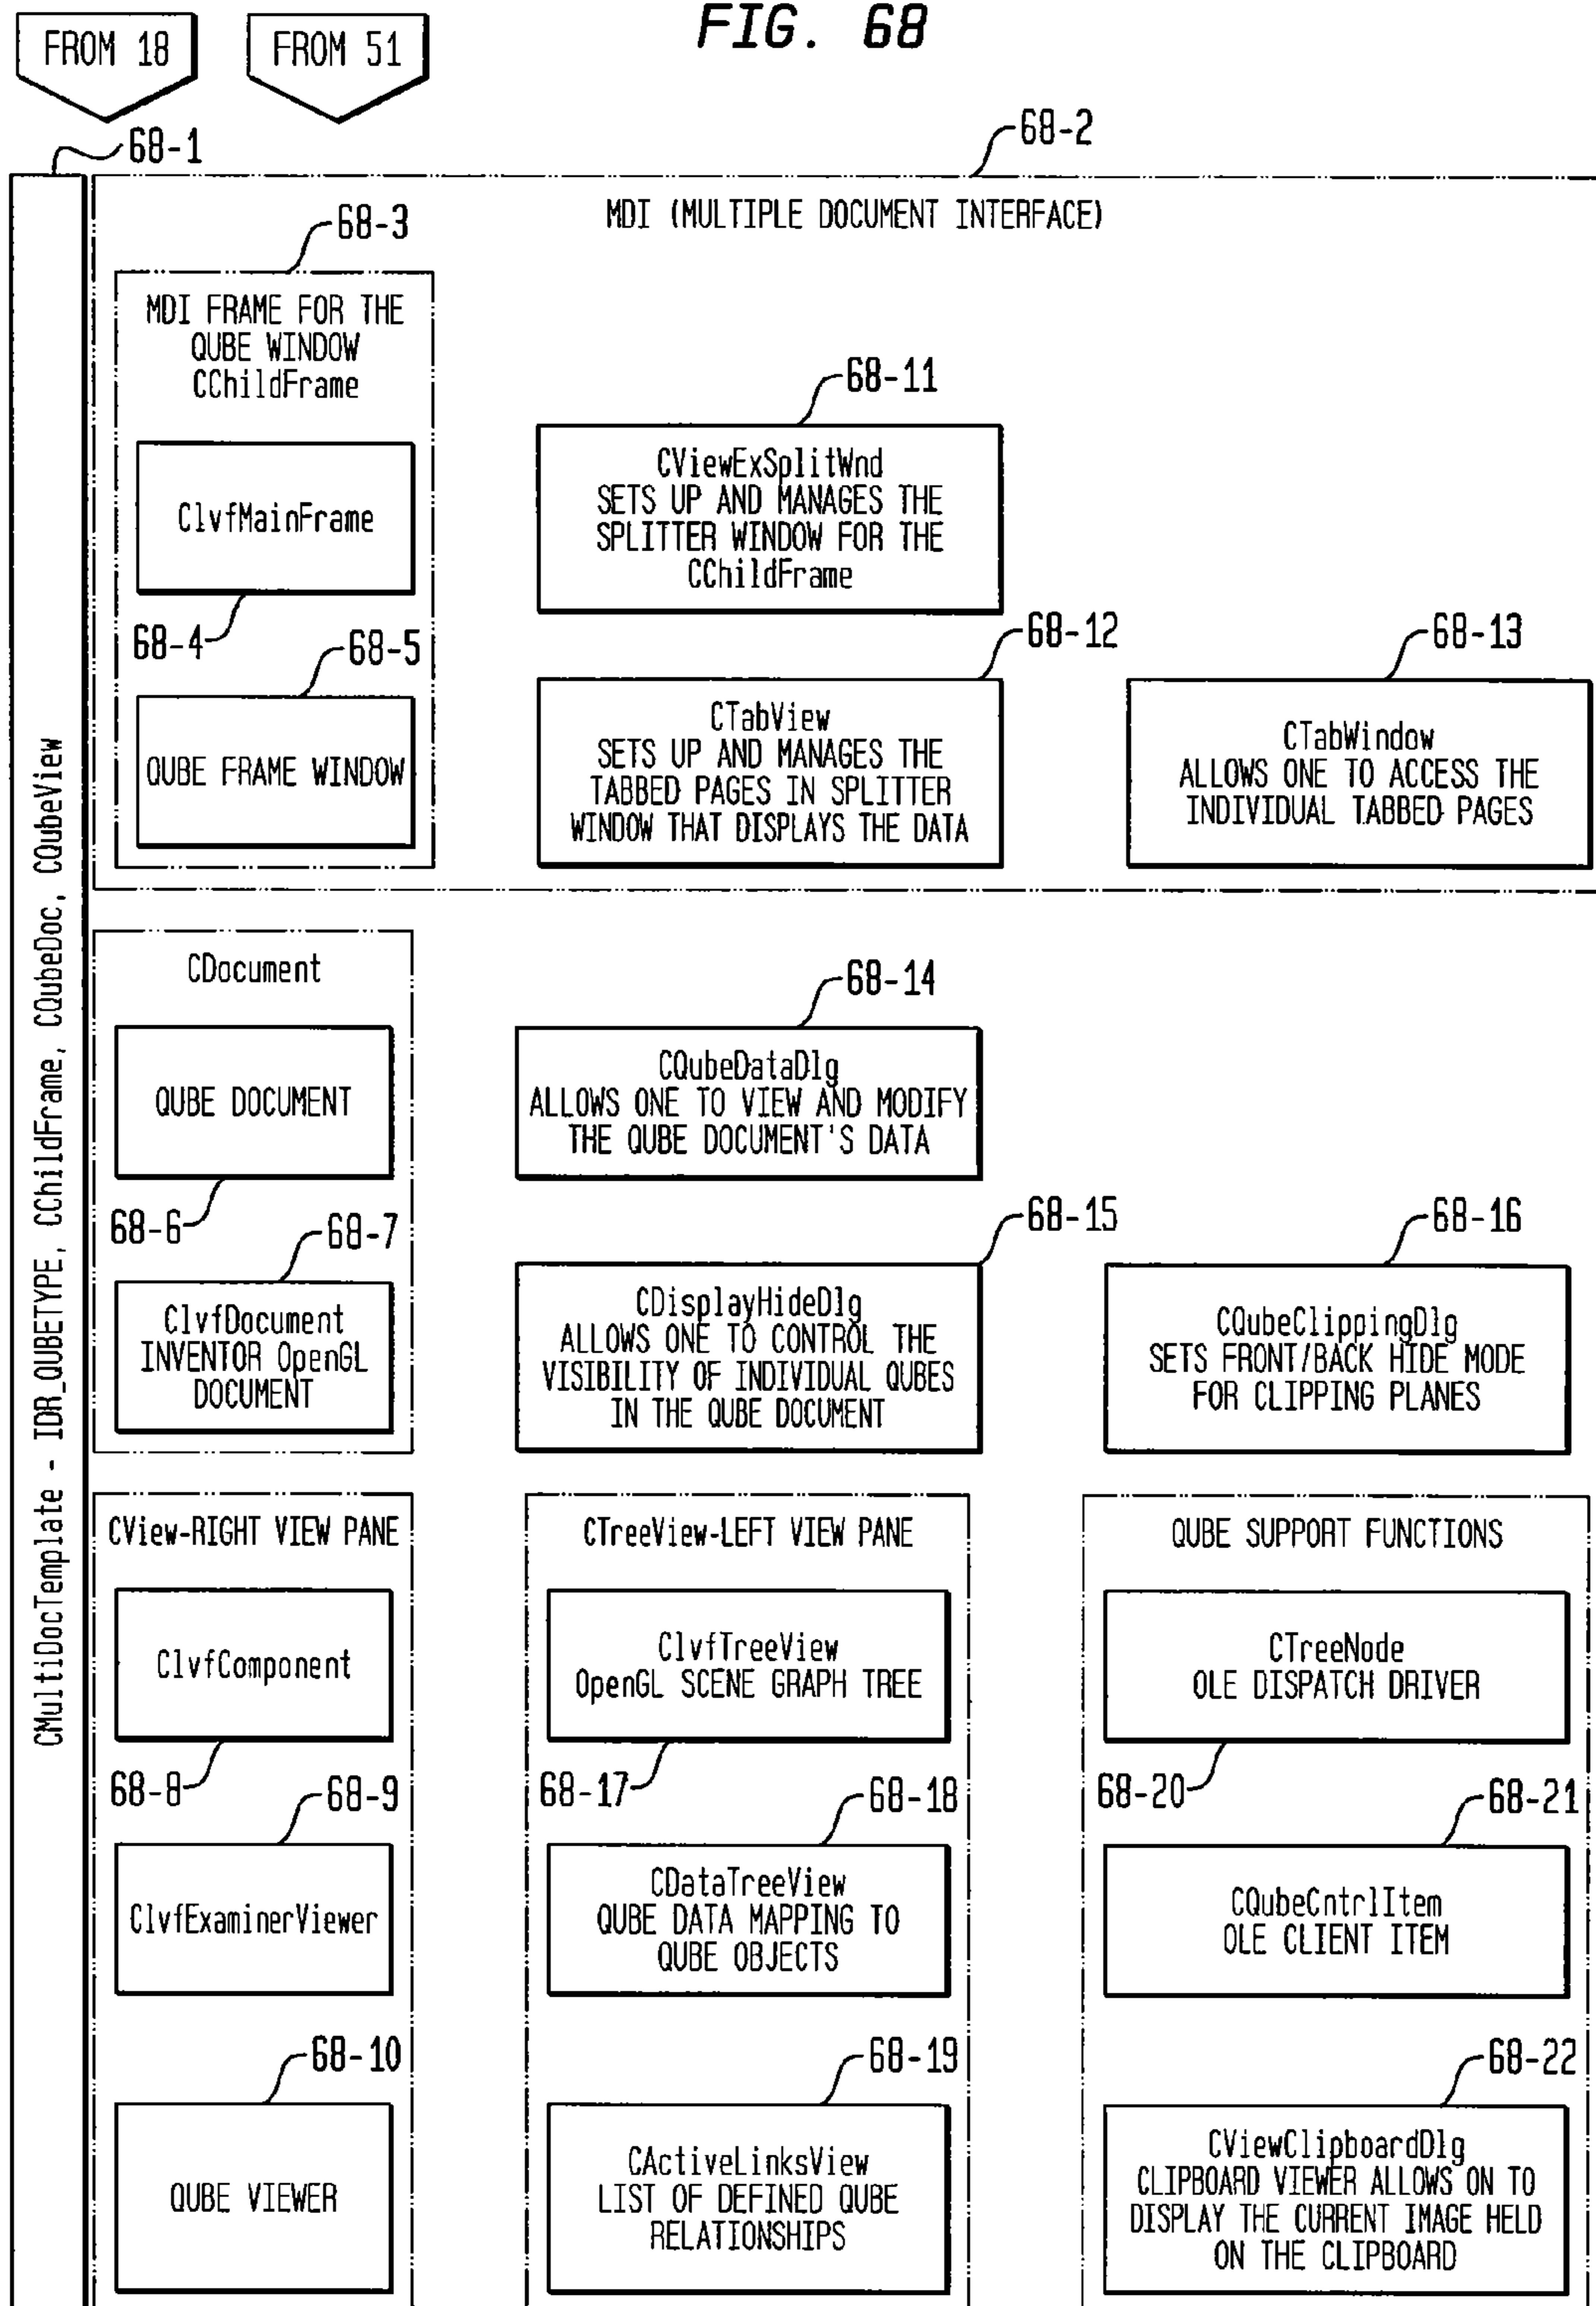 FIG. 68
FROM 18
FROM 51
68-1
68-2
CMultiDocTemplate - IDR_QUBETYPE, CChildFrame, CQubeDoc, CQubeView
MDI (MULTIPLE DOCUMENT INTERFACE)
68-3
MDI FRAME FOR THE
QUBE WINDOW
CChildFrame
ClvfMainFrame
68-4
68-5
QUBE FRAME WINDOW
68-11
CViewExSplitWnd
SETS UP AND MANAGES THE
SPLITTER WINDOW FOR THE
CChildFrame
68-12
CTabView
SETS UP AND MANAGES THE
TABBED PAGES IN SPLITTER
WINDOW THAT DISPLAYS THE DATA
68-13
CTabWindow
ALLOWS ONE TO ACCESS THE
INDIVIDUAL TABBED PAGES
CDocument
QUBE DOCUMENT
68-6
68-7
ClvfDocument
INVENTOR OpenGL
DOCUMENT
68-14
CQubeDataDlg
ALLOWS ONE TO VIEW AND MODIFY
THE QUBE DOCUMENT'S DATA
68-15
CDisplayHideDlg
ALLOWS ONE TO CONTROL THE
VISIBILITY OF INDIVIDUAL QUBES
IN THE QUBE DOCUMENT
68-16
CQubeClippingDlg
SETS FRONT/BACK HIDE MODE
FOR CLIPPING PLANES
CView-RIGHT VIEW PANE
ClvfComponent
68-8
68-9
ClvfExaminerViewer
68-10
QUBE VIEWER
CTreeView-LEFT VIEW PANE
ClvfTreeView
OpenGL SCENE GRAPH TREE
68-17
68-18
CDataTreeView
QUBE DATA MAPPING TO
QUBE OBJECTS
68-19
CActiveLinksView
LIST OF DEFINED QUBE
RELATIONSHIPS
QUBE SUPPORT FUNCTIONS
CTreeNode
OLE DISPATCH DRIVER
68-20
68-21
CQubeCntrlItem
OLE CLIENT ITEM
68-22
CViewClipboardDlg
CLIPBOARD VIEWER ALLOWS ON TO
DISPLAY THE CURRENT IMAGE HELD
ON THE CLIPBOARD